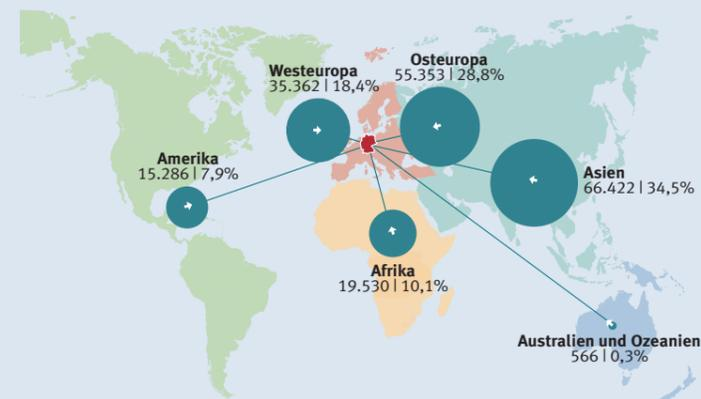 Osteuropa
55.353 | 28,8%
Westeuropa
35.362 | 18,4%
Amerika
15.286 | 7,9%
Asien
66.422 | 34,5%
Afrika
19.530 | 10,1%
Australien und Ozeanien
566 | 0,3%